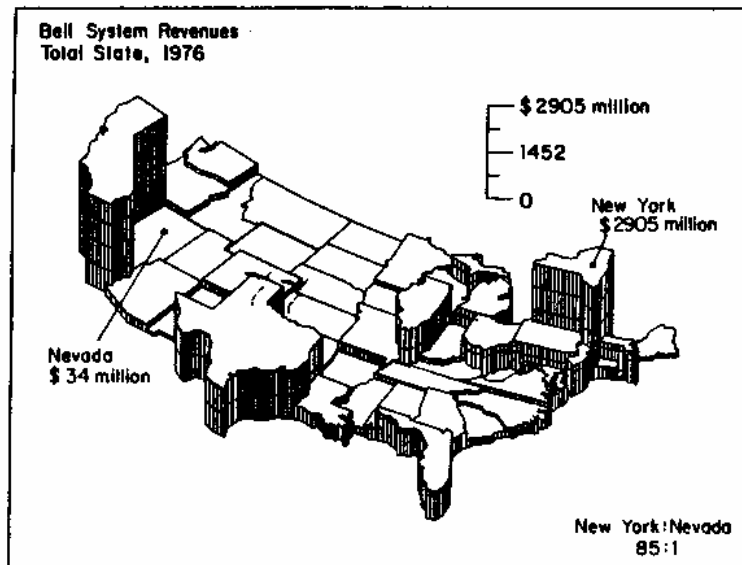 Bell System Revenues
Total State, 1976
$ 2905 million
1452
0
New York
$ 2905 million
Nevada
$ 34 million
New York:Nevada
85:1